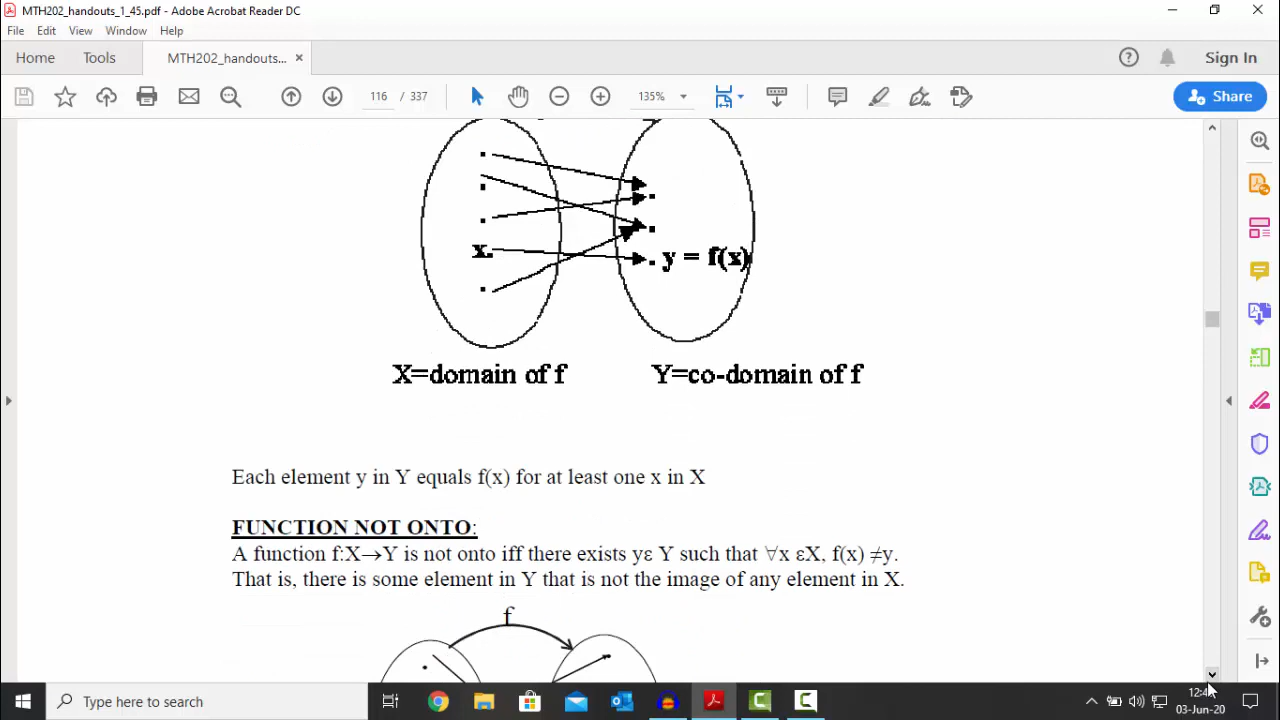 MTH202_handouts_1_45.pdf - Adobe Acrobat Reader DC
File Edit View Window Help
Home Tools MTH202_handouts... × Sign In
116 / 337 135% Share
x. y = f(x)
X=domain of f Y=co-domain of f
Each element y in Y equals f(x) for at least one x in X
FUNCTION NOT ONTO:
A function f:X→Y is not onto iff there exists yε Y such that ∀x εX, f(x) ≠y.
That is, there is some element in Y that is not the image of any element in X.
f
Type here to search
03-Jun-20